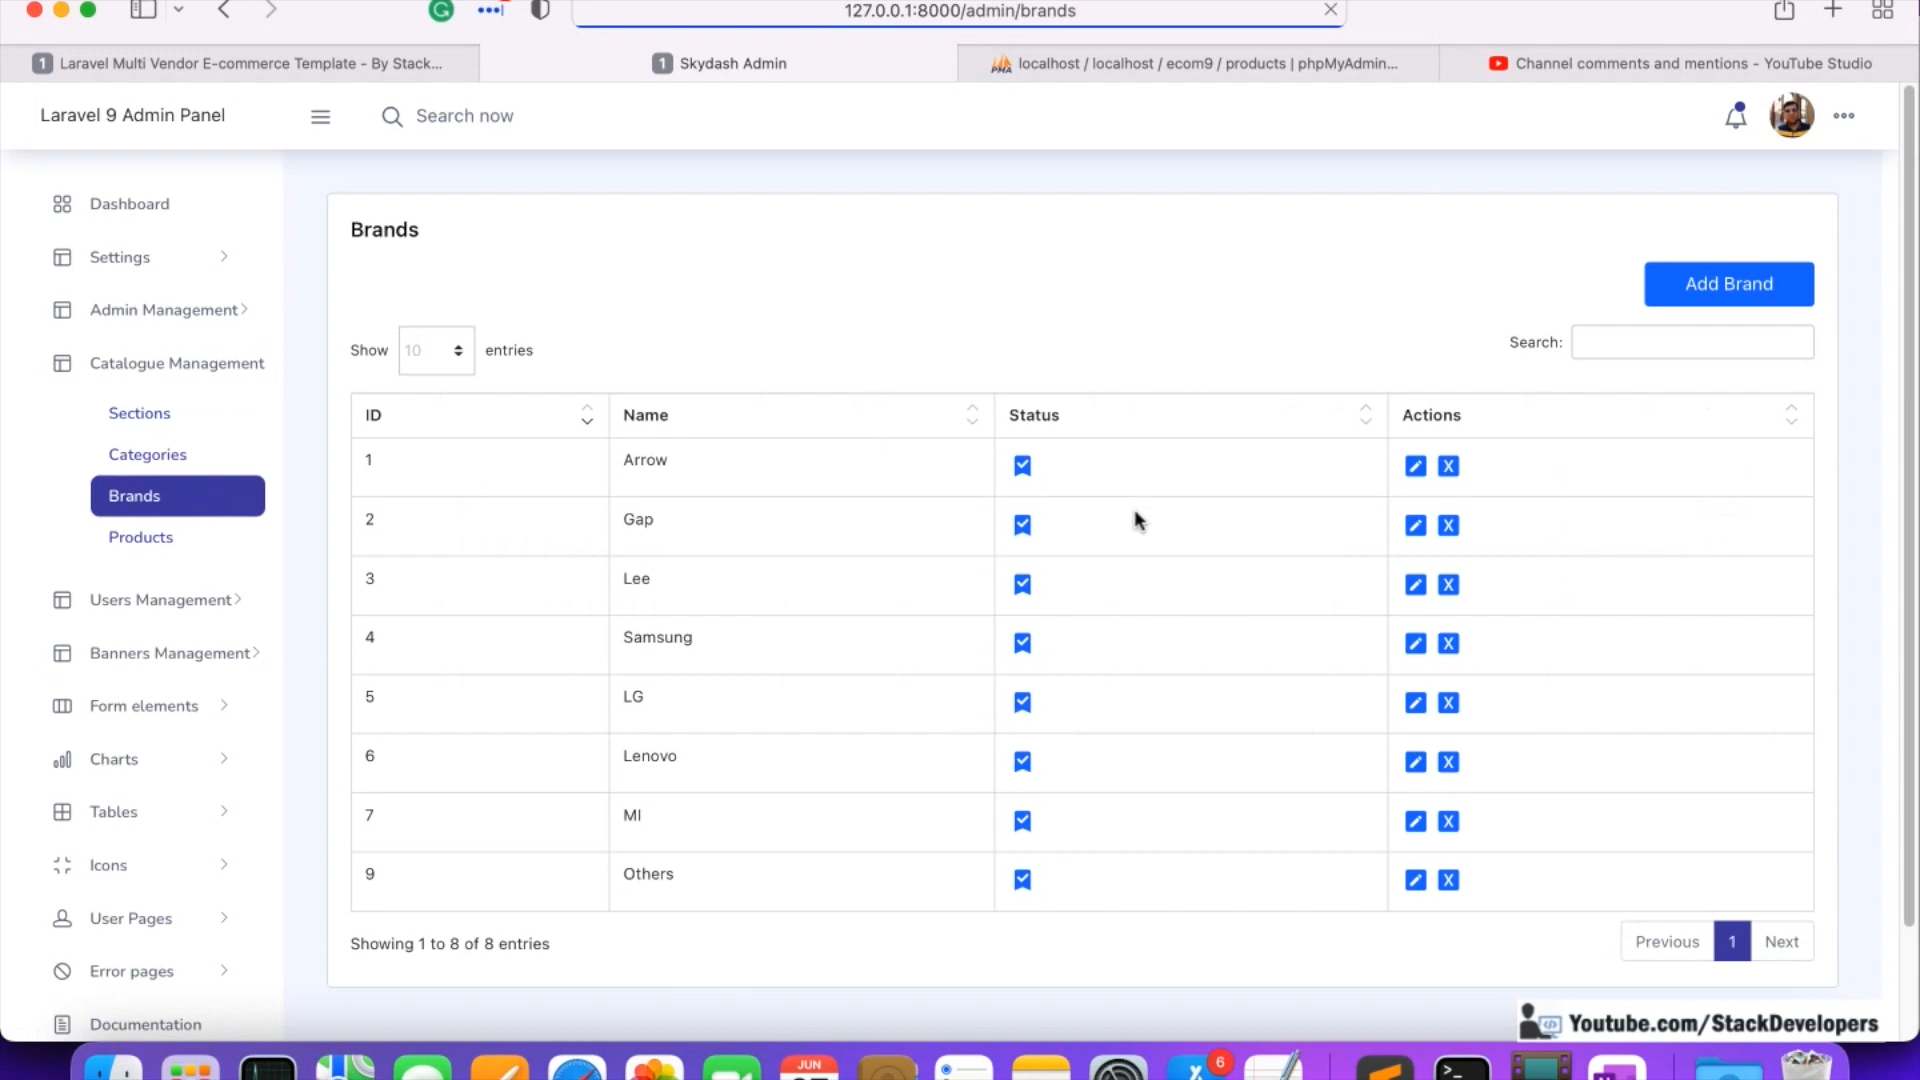 127.0.0.1:8000/admin/brands
1 Laravel Multi Vendor E-commerce Template - By Stack...
1 Skydash Admin
PMA localhost / localhost / ecom9 / products | phpMyAdmin...
Channel comments and mentions - YouTube Studio
Laravel 9 Admin Panel
Search now
Dashboard
Settings
Admin Management
Catalogue Management
Sections
Categories
Brands
Products
Users Management
Banners Management
Form elements
Charts
Tables
Icons
User Pages
Error pages
Documentation
Brands
Add Brand
Show 10 entries
Search:
ID Name Status Actions
1 Arrow X
2 Gap X
3 Lee X
4 Samsung X
5 LG X
6 Lenovo X
7 MI X
9 Others X
Showing 1 to 8 of 8 entries
Previous 1 Next
Youtube.com/StackDevelopers
JUN
6